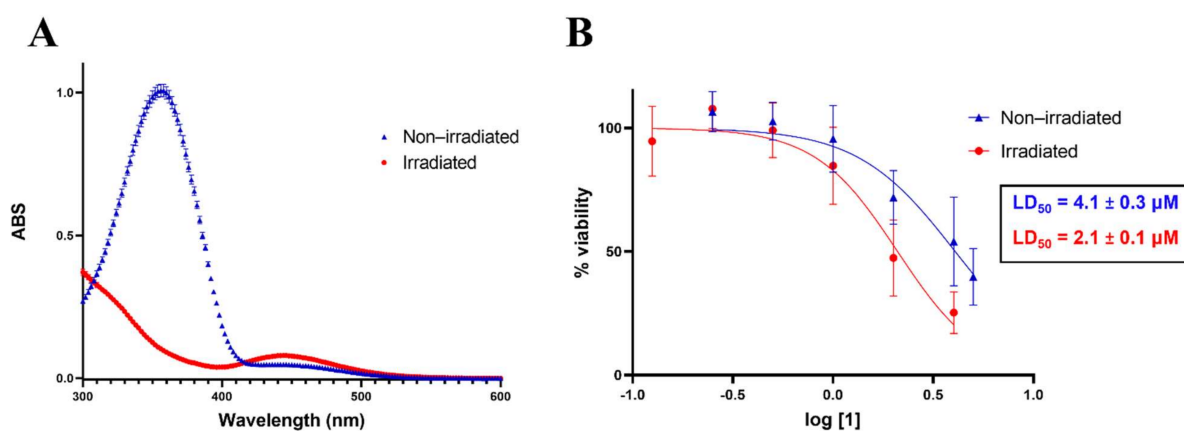 A
1.0
0.5
0.0
ABS
300
400
500
600
Wavelength (nm)
Non–irradiated
Irradiated
B
100
50
0
% viability
-1.0
-0.5
0.0
0.5
1.0
log [1]
Non–irradiated
Irradiated
LD₅₀ = 4.1 ± 0.3 µM
LD₅₀ = 2.1 ± 0.1 µM